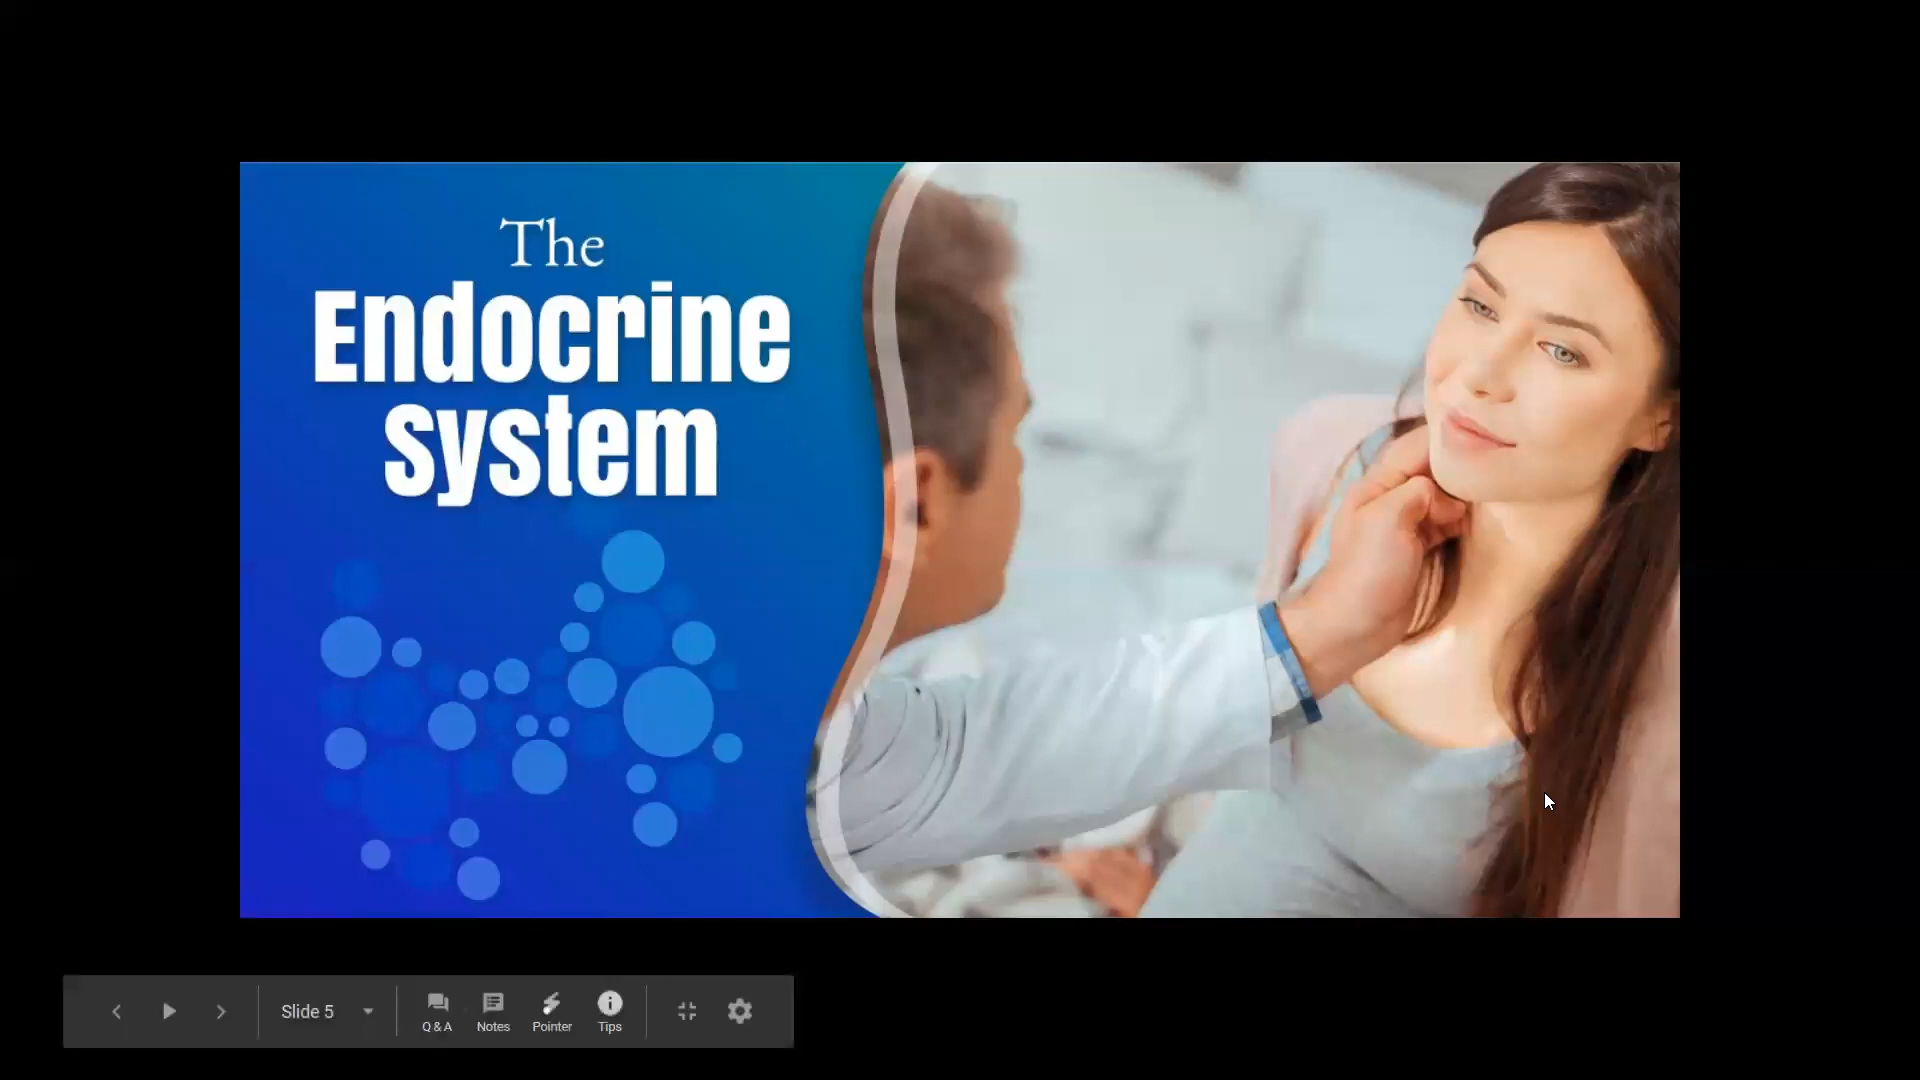 The
Endocrine
System
Slide 5
Q & A
Notes
Pointer
Tips